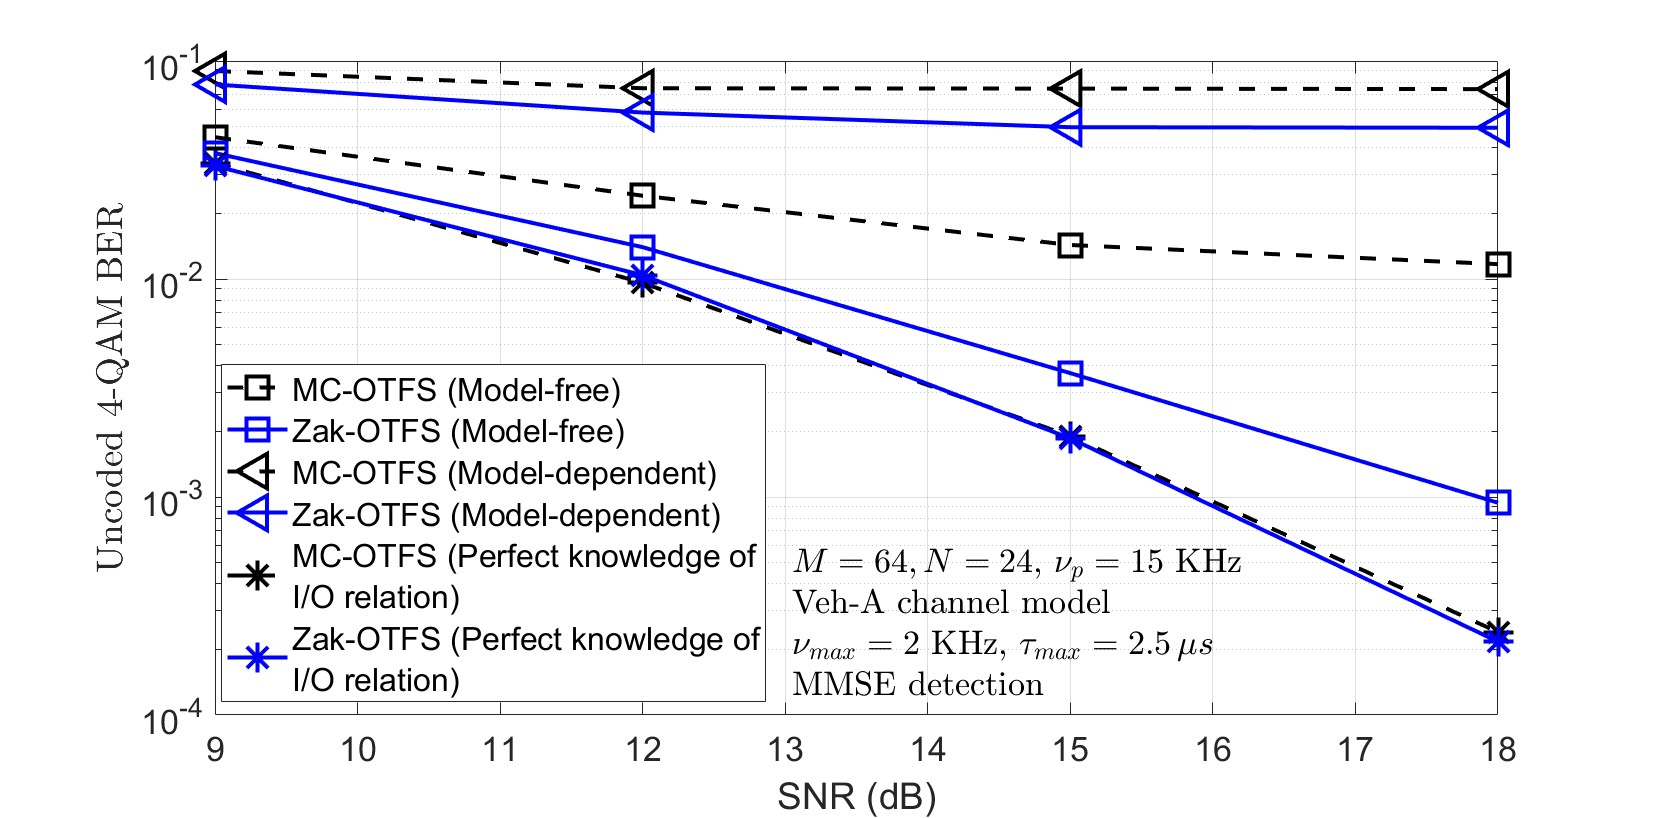 10^-1
10^-2
10^-3
10^-4
Uncoded 4-QAM BER
MC-OTFS (Model-free)
Zak-OTFS (Model-free)
MC-OTFS (Model-dependent)
Zak-OTFS (Model-dependent)
MC-OTFS (Perfect knowledge of
I/O relation)
Zak-OTFS (Perfect knowledge of
I/O relation)
M = 64, N = 24, ν_p = 15 KHz
Veh-A channel model
ν_max = 2 KHz, τ_max = 2.5 μs
MMSE detection
9 10 11 12 13 14 15 16 17 18
SNR (dB)